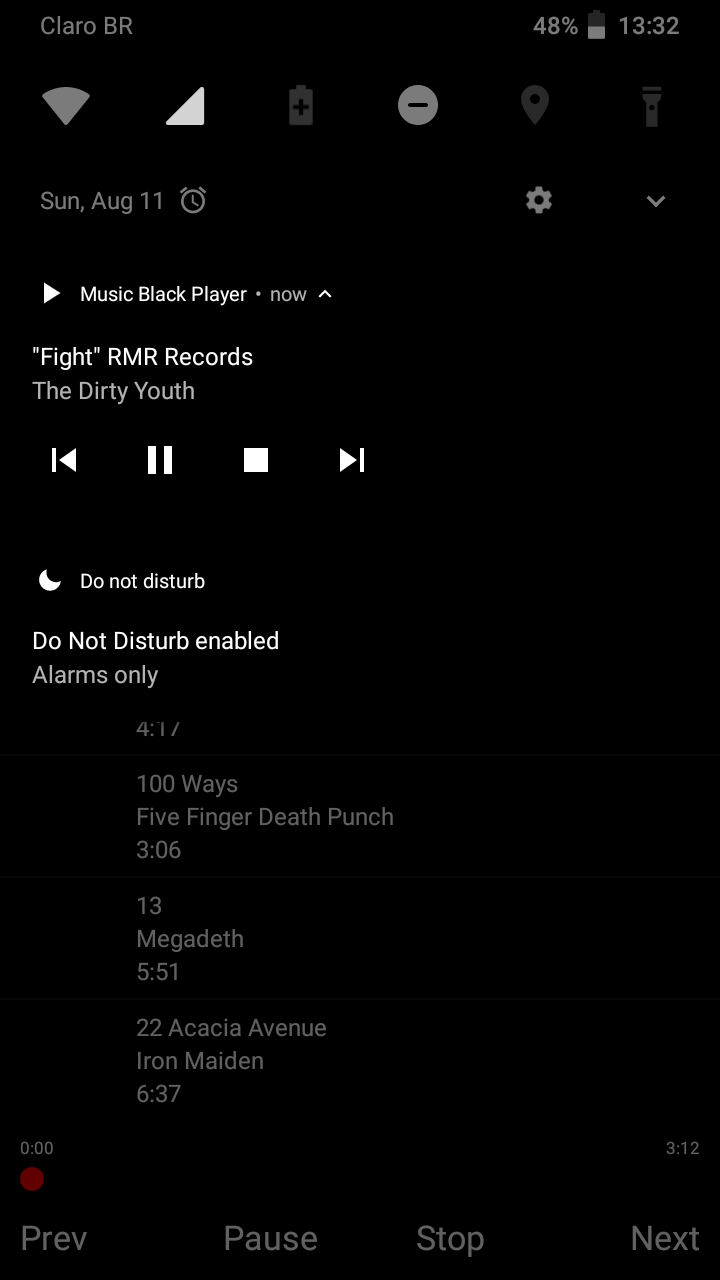 Claro BR 48% 13:32
Sun, Aug 11
Music Black Player • now
"Fight" RMR Records
The Dirty Youth
Do not disturb
Do Not Disturb enabled
Alarms only
4:17
100 Ways
Five Finger Death Punch
3:06
13
Megadeth
5:51
22 Acacia Avenue
Iron Maiden
6:37
0:00 3:12
Prev Pause Stop Next